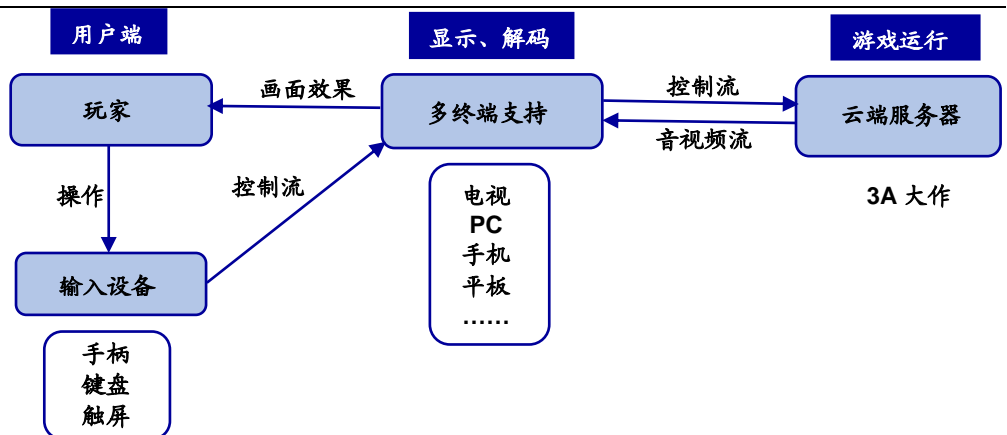 用户端
显示、解码
游戏运行
玩家
画面效果
多终端支持
控制流
音视频流
云端服务器
操作
控制流
3A 大作
输入设备
电视
PC
手机
平板
……
手柄
键盘
触屏